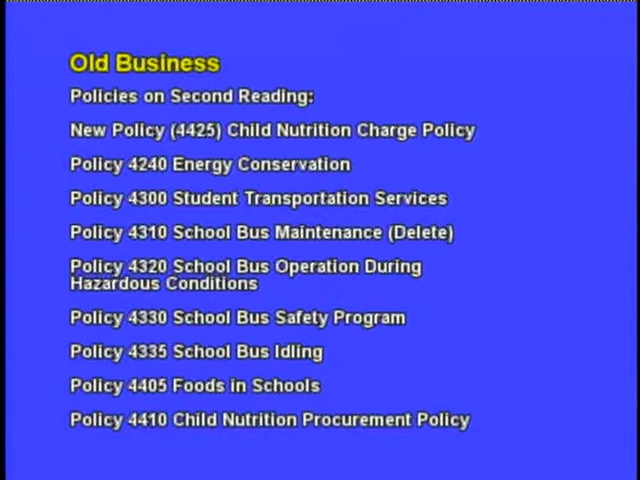 Old Business
Policies on Second Reading:
New Policy (4425) Child Nutrition Charge Policy
Policy 4240 Energy Conservation
Policy 4300 Student Transportation Services
Policy 4310 School Bus Maintenance (Delete)
Policy 4320 School Bus Operation During
Hazardous Conditions
Policy 4330 School Bus Safety Program
Policy 4335 School Bus Idling
Policy 4405 Foods in Schools
Policy 4410 Child Nutrition Procurement Policy